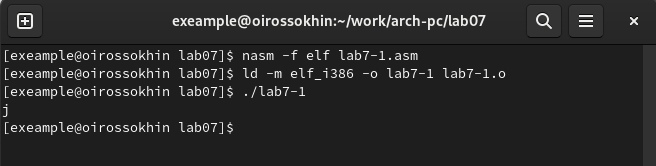 exeample@oirossokhin:~/work/arch-pc/lab07
[exeample@oirossokhin lab07]$ nasm -f elf lab7-1.asm
[exeample@oirossokhin lab07]$ ld -m elf_i386 -o lab7-1 lab7-1.o
[exeample@oirossokhin lab07]$ ./lab7-1
j
[exeample@oirossokhin lab07]$